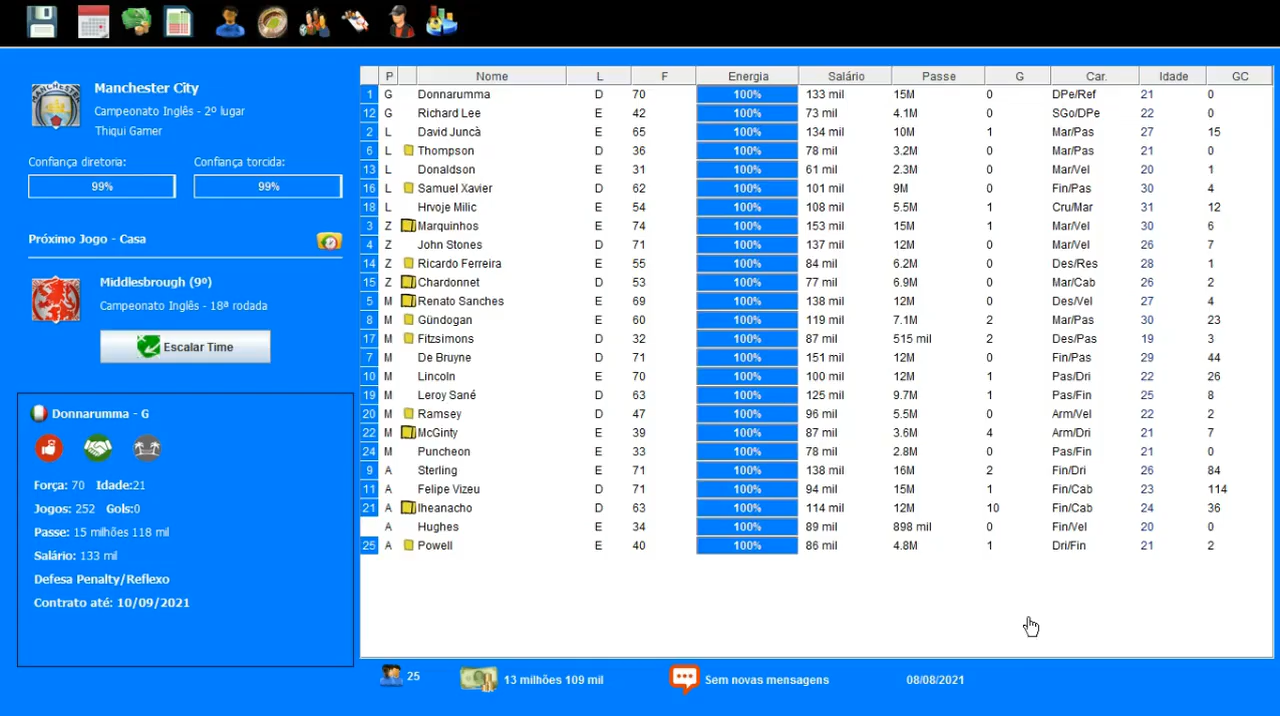 Manchester City
Campeonato Inglês - 2º lugar
Thiqui Gamer
Confiança diretoria: Confiança torcida:
99% 99%
Próximo Jogo - Casa
Middlesbrough (9º)
Campeonato Inglês - 18ª rodada
Escalar Time
Donnarumma - G
Força: 70 Idade:21
Jogos: 252 Gols:0
Passe: 15 milhões 118 mil
Salário: 133 mil
Defesa Penalty/Reflexo
Contrato até: 10/09/2021
P Nome L F Energia Salário Passe G Car. Idade GC
1 G Donnarumma D 70 100% 133 mil 15M 0 DPe/Ref 21 0
12 G Richard Lee E 42 100% 73 mil 4.1M 0 SGo/DPe 22 0
2 L David Juncà E 65 100% 134 mil 10M 1 Mar/Pas 27 15
6 L Thompson D 36 100% 78 mil 3.2M 0 Mar/Pas 21 0
13 L Donaldson E 31 100% 61 mil 2.3M 0 Mar/Vel 20 1
16 L Samuel Xavier D 62 100% 101 mil 9M 0 Fin/Pas 30 4
18 L Hrvoje Milic E 54 100% 108 mil 5.5M 1 Cru/Mar 31 12
3 Z Marquinhos E 74 100% 153 mil 15M 1 Mar/Vel 30 6
4 Z John Stones D 71 100% 137 mil 12M 0 Mar/Vel 26 7
14 Z Ricardo Ferreira E 55 100% 84 mil 6.2M 0 Des/Res 28 1
15 Z Chardonnet D 53 100% 77 mil 6.9M 0 Mar/Cab 26 2
5 M Renato Sanches E 69 100% 138 mil 12M 0 Des/Vel 27 4
8 M Gündogan E 60 100% 119 mil 7.1M 2 Car/Mar 30 23
17 M Fitzsimons D 32 100% 87 mil 515 mil 2 Des/Pas 19 3
7 M De Bruyne D 71 100% 151 mil 12M 0 Fin/Pas 29 44
10 M Lincoln E 70 100% 100 mil 12M 1 Pas/Dri 22 26
19 M Leroy Sané D 63 100% 125 mil 9.7M 1 Pas/Fin 25 8
20 M Ramsey D 47 100% 96 mil 5.5M 0 Arm/Vel 22 2
22 M McGinty E 39 100% 87 mil 3.6M 4 Arm/Dri 21 7
24 M Puncheon E 33 100% 78 mil 2.8M 0 Pas/Fin 21 0
9 A Sterling E 71 100% 138 mil 16M 2 Fin/Dri 26 84
11 A Felipe Vizeu D 71 100% 94 mil 15M 1 Fin/Cab 23 114
21 A Iheanacho D 63 100% 114 mil 12M 10 Fin/Cab 24 36
A Hughes E 34 100% 89 mil 898 mil 0 Fin/Vel 20 0
25 A Powell E 40 100% 86 mil 4.8M 1 Dri/Fin 21 2
25 13 milhões 109 mil Sem novas mensagens 08/08/2021